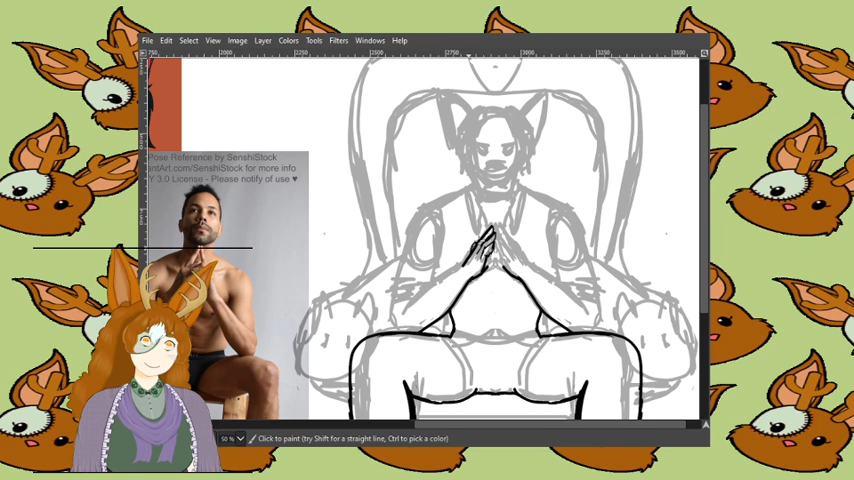 File Edit Select View Image Layer Colors Tools Filters Windows Help
750 2000 2250 2500 2750 3000 3250 3500
Pose Reference by SenshiStock
antArt.com/SenshiStock for more info
Y 3.0 License - Please notify of use ♥
50 % Click to paint (try Shift for a straight line, Ctrl to pick a color)